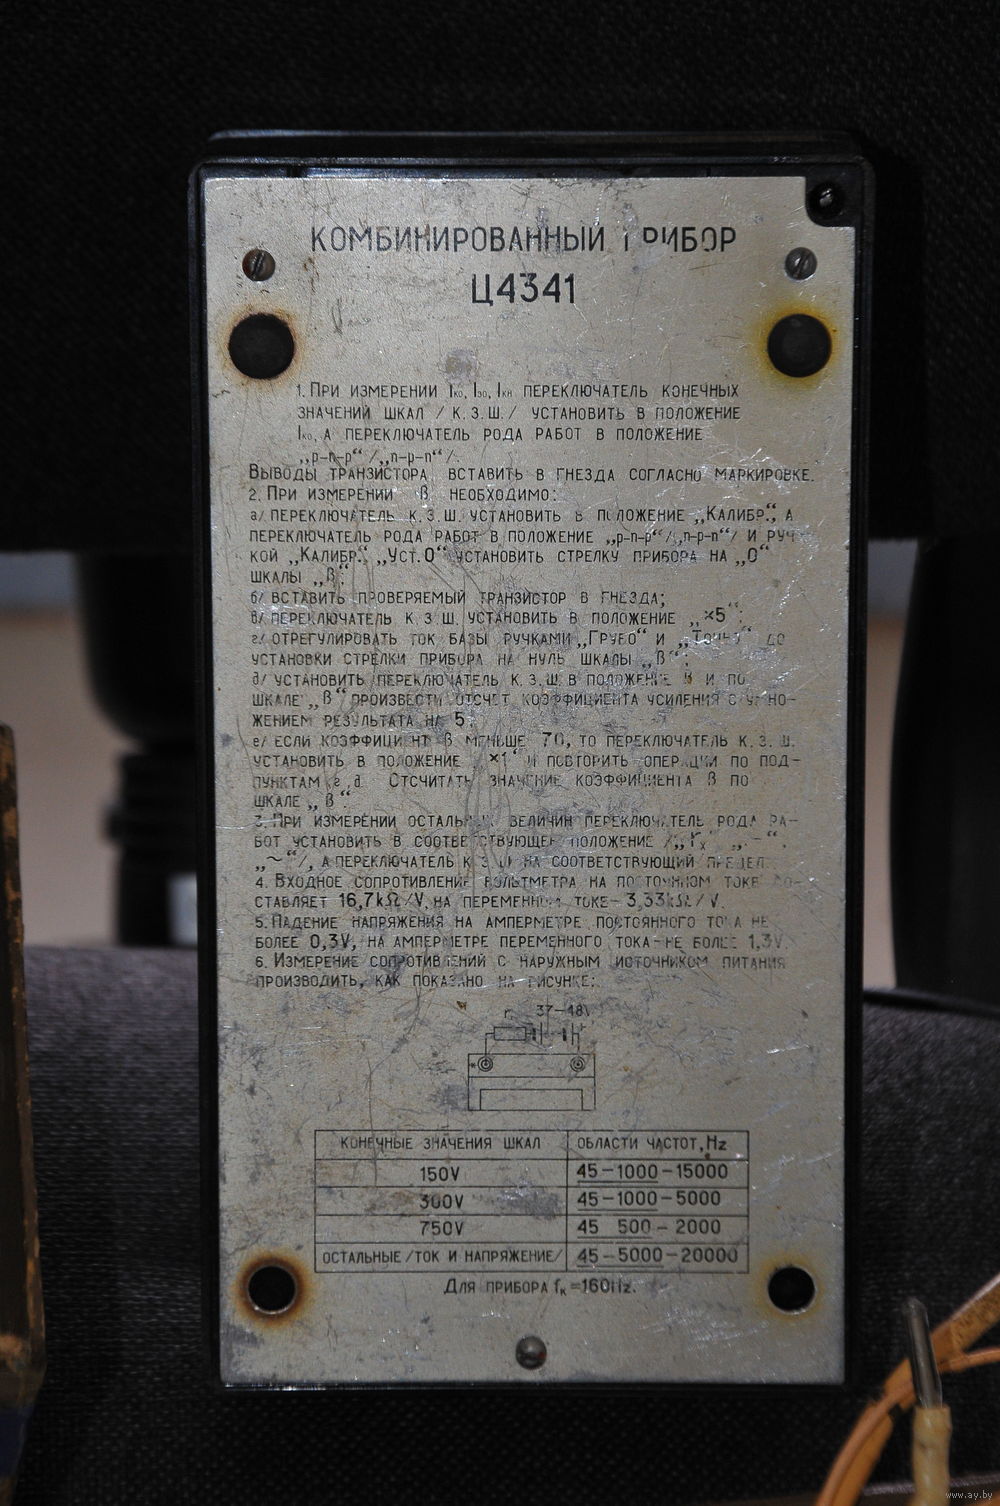 КОМБИНИРОВАННЫЙ ПРИБОР
Ц4341
1. ПРИ ИЗМЕРЕНИИ Iко, Iэо, Iкн ПЕРЕКЛЮЧАТЕЛЬ КОНЕЧНЫХ
ЗНАЧЕНИЙ ШКАЛ / К.З.Ш./ УСТАНОВИТЬ В ПОЛОЖЕНИЕ
Iко, А ПЕРЕКЛЮЧАТЕЛЬ РОДА РАБОТ В ПОЛОЖЕНИЕ
„p-n-p“ /„n-p-n“ /.
ВЫВОДЫ ТРАНЗИСТОРА ВСТАВИТЬ В ГНЕЗДА СОГЛАСНО МАРКИРОВКЕ.
2. ПРИ ИЗМЕРЕНИИ β НЕОБХОДИМО:
а/ ПЕРЕКЛЮЧАТЕЛЬ К.З.Ш. УСТАНОВИТЬ В ПОЛОЖЕНИЕ „КАЛИБР.“, А
ПЕРЕКЛЮЧАТЕЛЬ РОДА РАБОТ В ПОЛОЖЕНИЕ „p-n-p“/„n-p-n“/ И РУЧ-
КОЙ „КАЛИБР.“ „УСТ.0“ УСТАНОВИТЬ СТРЕЛКУ ПРИБОРА НА „0“
ШКАЛЫ „β“;
б/ ВСТАВИТЬ ПРОВЕРЯЕМЫЙ ТРАНЗИСТОР В ГНЕЗДА;
в/ ПЕРЕКЛЮЧАТЕЛЬ К.З.Ш. УСТАНОВИТЬ В ПОЛОЖЕНИЕ „×5“;
г/ ОТРЕГУЛИРОВАТЬ ТОК БАЗЫ РУЧКАМИ „ГРУБО“ И „ТОЧНО“ ДО
УСТАНОВКИ СТРЕЛКИ ПРИБОРА НА НУЛЬ ШКАЛЫ „β“;
д/ УСТАНОВИТЬ ПЕРЕКЛЮЧАТЕЛЬ К.З.Ш. В ПОЛОЖЕНИЕ β И ПО
ШКАЛЕ „β“ ПРОИЗВЕСТИ ОТСЧЕТ КОЭФФИЦИЕНТА УСИЛЕНИЯ С УМНО-
ЖЕНИЕМ РЕЗУЛЬТАТА НА 5;
е/ ЕСЛИ КОЭФФИЦИЕНТ β МЕНЬШЕ 70, ТО ПЕРЕКЛЮЧАТЕЛЬ К.З.Ш.
УСТАНОВИТЬ В ПОЛОЖЕНИЕ „×1“ И ПОВТОРИТЬ ОПЕРАЦИИ ПО ПОД-
ПУНКТАМ г, д. ОТСЧИТАТЬ ЗНАЧЕНИЕ КОЭФФИЦИЕНТА β ПО
ШКАЛЕ „β“.
3. ПРИ ИЗМЕРЕНИИ ОСТАЛЬНЫХ ВЕЛИЧИН ПЕРЕКЛЮЧАТЕЛЬ РОДА РА-
БОТ УСТАНОВИТЬ В СООТВЕТСТВУЮЩЕЕ ПОЛОЖЕНИЕ /„rx“, „–“,
„~“/, А ПЕРЕКЛЮЧАТЕЛЬ К.З.Ш. НА СООТВЕТСТВУЮЩИЙ ПРЕДЕЛ.
4. ВХОДНОЕ СОПРОТИВЛЕНИЕ ВОЛЬТМЕТРА НА ПОСТОЯННОМ ТОКЕ СО-
СТАВЛЯЕТ 16,7kΩ/V, НА ПЕРЕМЕННОМ ТОКЕ – 3,33kΩ/V.
5. ПАДЕНИЕ НАПРЯЖЕНИЯ НА АМПЕРМЕТРЕ ПОСТОЯННОГО ТОКА НЕ
БОЛЕЕ 0,3V, НА АМПЕРМЕТРЕ ПЕРЕМЕННОГО ТОКА – НЕ БОЛЕЕ 1,3V.
6. ИЗМЕРЕНИЕ СОПРОТИВЛЕНИЙ С НАРУЖНЫМ ИСТОЧНИКОМ ПИТАНИЯ
ПРОИЗВОДИТЬ, КАК ПОКАЗАНО НА РИСУНКЕ:
37–48V
КОНЕЧНЫЕ ЗНАЧЕНИЯ ШКАЛ ОБЛАСТИ ЧАСТОТ, Hz
150V 45–1000–15000
300V 45–1000–5000
750V 45 500–2000
ОСТАЛЬНЫЕ /ТОК И НАПРЯЖЕНИЕ/ 45–5000–20000
ДЛЯ ПРИБОРА fк =160Hz.
www.ay.by